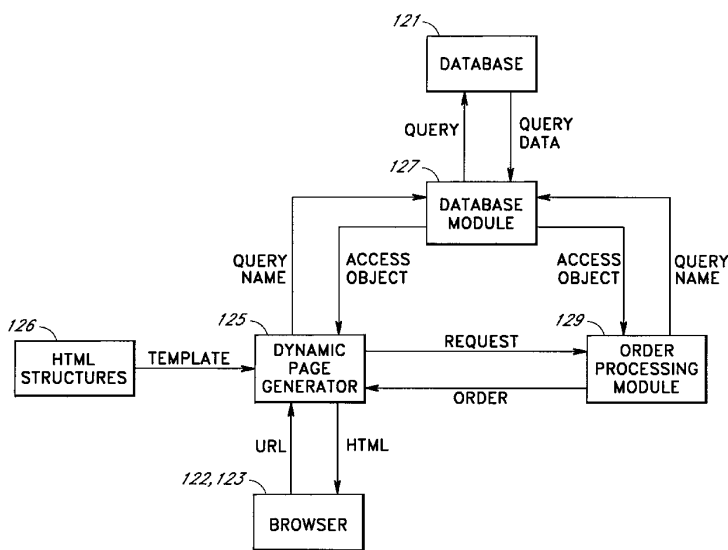 121
DATABASE
QUERY
QUERY
DATA
127
DATABASE
MODULE
QUERY
NAME
ACCESS
OBJECT
ACCESS
OBJECT
QUERY
NAME
126
HTML
STRUCTURES
TEMPLATE
125
DYNAMIC
PAGE
GENERATOR
REQUEST
ORDER
129
ORDER
PROCESSING
MODULE
URL
HTML
122,123
BROWSER